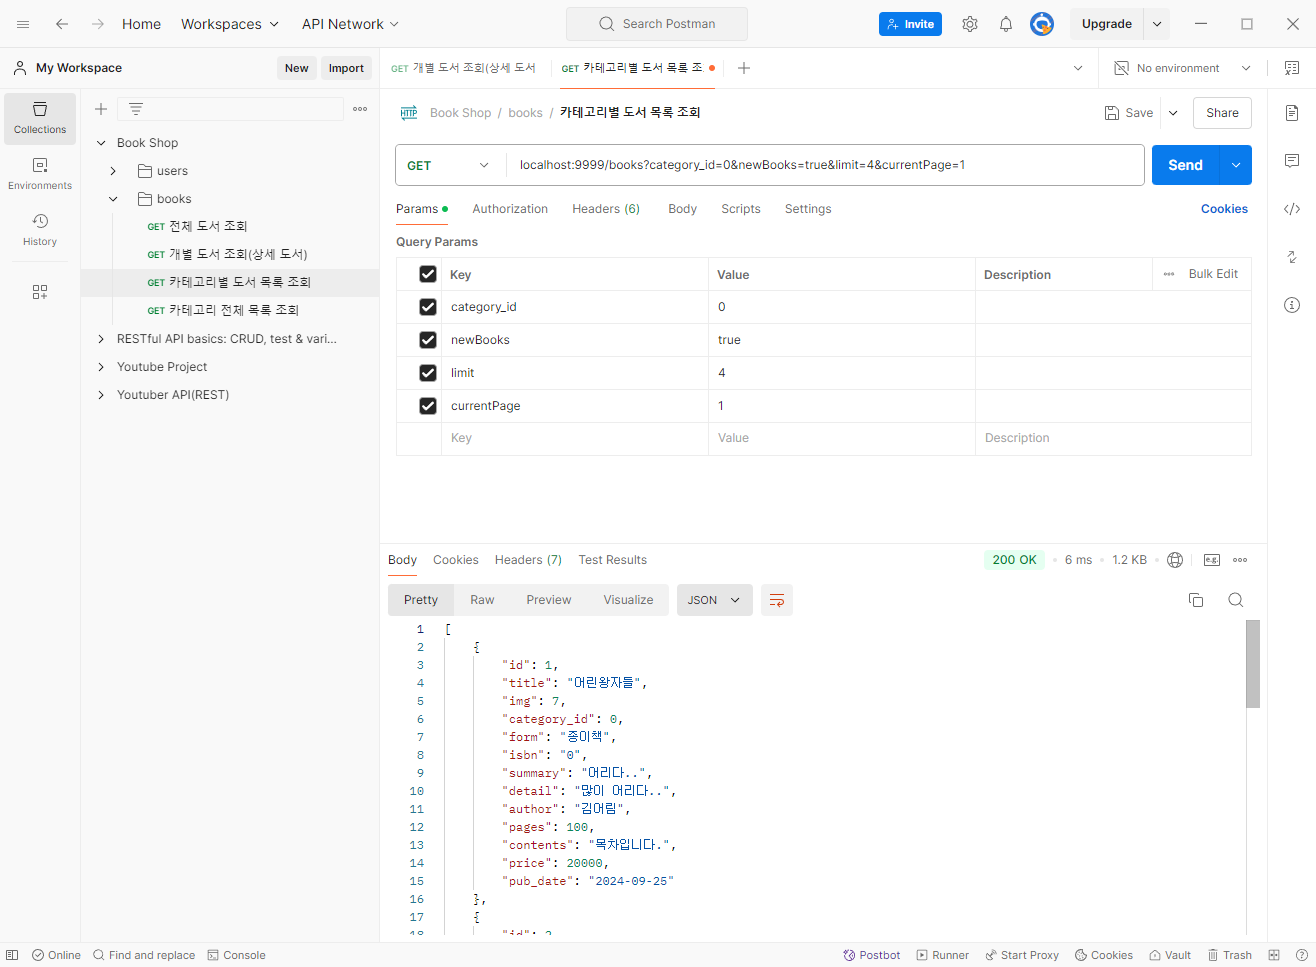 Home
Workspaces
API Network
Search Postman
Invite
Upgrade
My Workspace
New
Import
GET 개별 도서 조회(상세 도서
GET 카테고리별 도서 목록 조
No environment
Collections
Environments
History
Book Shop
users
books
GET 전체 도서 조회
GET 개별 도서 조회(상세 도서)
GET 카테고리별 도서 목록 조회
GET 카테고리 전체 목록 조회
RESTful API basics: CRUD, test & vari...
Youtube Project
Youtuber API(REST)
HTTP Book Shop / books / 카테고리별 도서 목록 조회
Save
Share
GET
localhost:9999/books?category_id=0&newBooks=true&limit=4&currentPage=1
Send
Params
Authorization
Headers (6)
Body
Scripts
Settings
Cookies
Query Params
Key Value Description Bulk Edit
category_id 0
newBooks true
limit 4
currentPage 1
Key Value Description
Body Cookies Headers (7) Test Results
200 OK 6 ms 1.2 KB e.g.
Pretty Raw Preview Visualize JSON
1 [
2 {
3 "id": 1,
4 "title": "어린왕자들",
5 "img": 7,
6 "category_id": 0,
7 "form": "종이책",
8 "isbn": "0",
9 "summary": "어리다..",
10 "detail": "많이 어리다..",
11 "author": "김어림",
12 "pages": 100,
13 "contents": "목차입니다.",
14 "price": 20000,
15 "pub_date": "2024-09-25"
16 },
17 {
18 "id": 2
Online
Find and replace
Console
Postbot
Runner
Start Proxy
Cookies
Vault
Trash